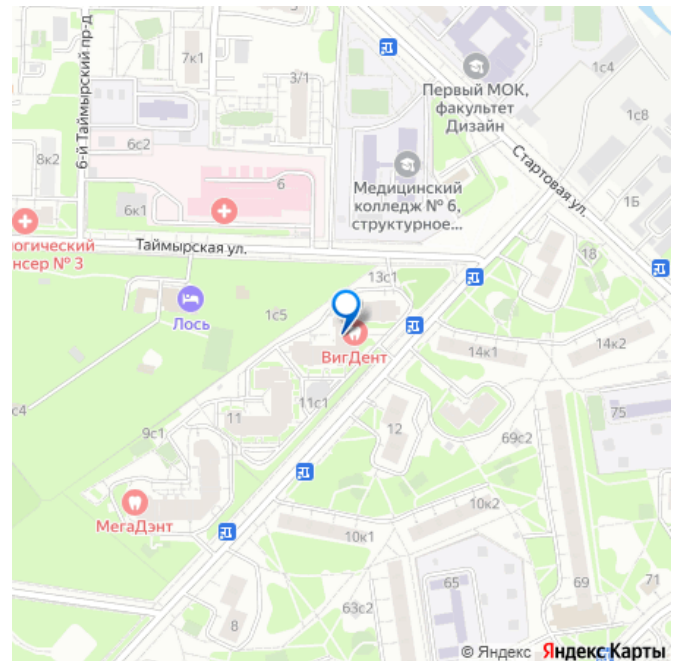 7к1
3/1
1с4
Первый МОК,
факультет
Дизайн
1с8
6-й Таймырский пр-д
6с2
8к2
6
Медицинский
колледж № 6,
структурное...
Стартовая ул.
1Б
6к1
огический
нсер № 3
Таймырская ул.
18
13с1
Лось
1с5
ВигДент
14к1
14к2
с4
11с1
11
9с1
12
75
69с2
МегаДэнт
10к2
10к1
65
69
71
63с2
8
© Яндекс Яндекс Карты